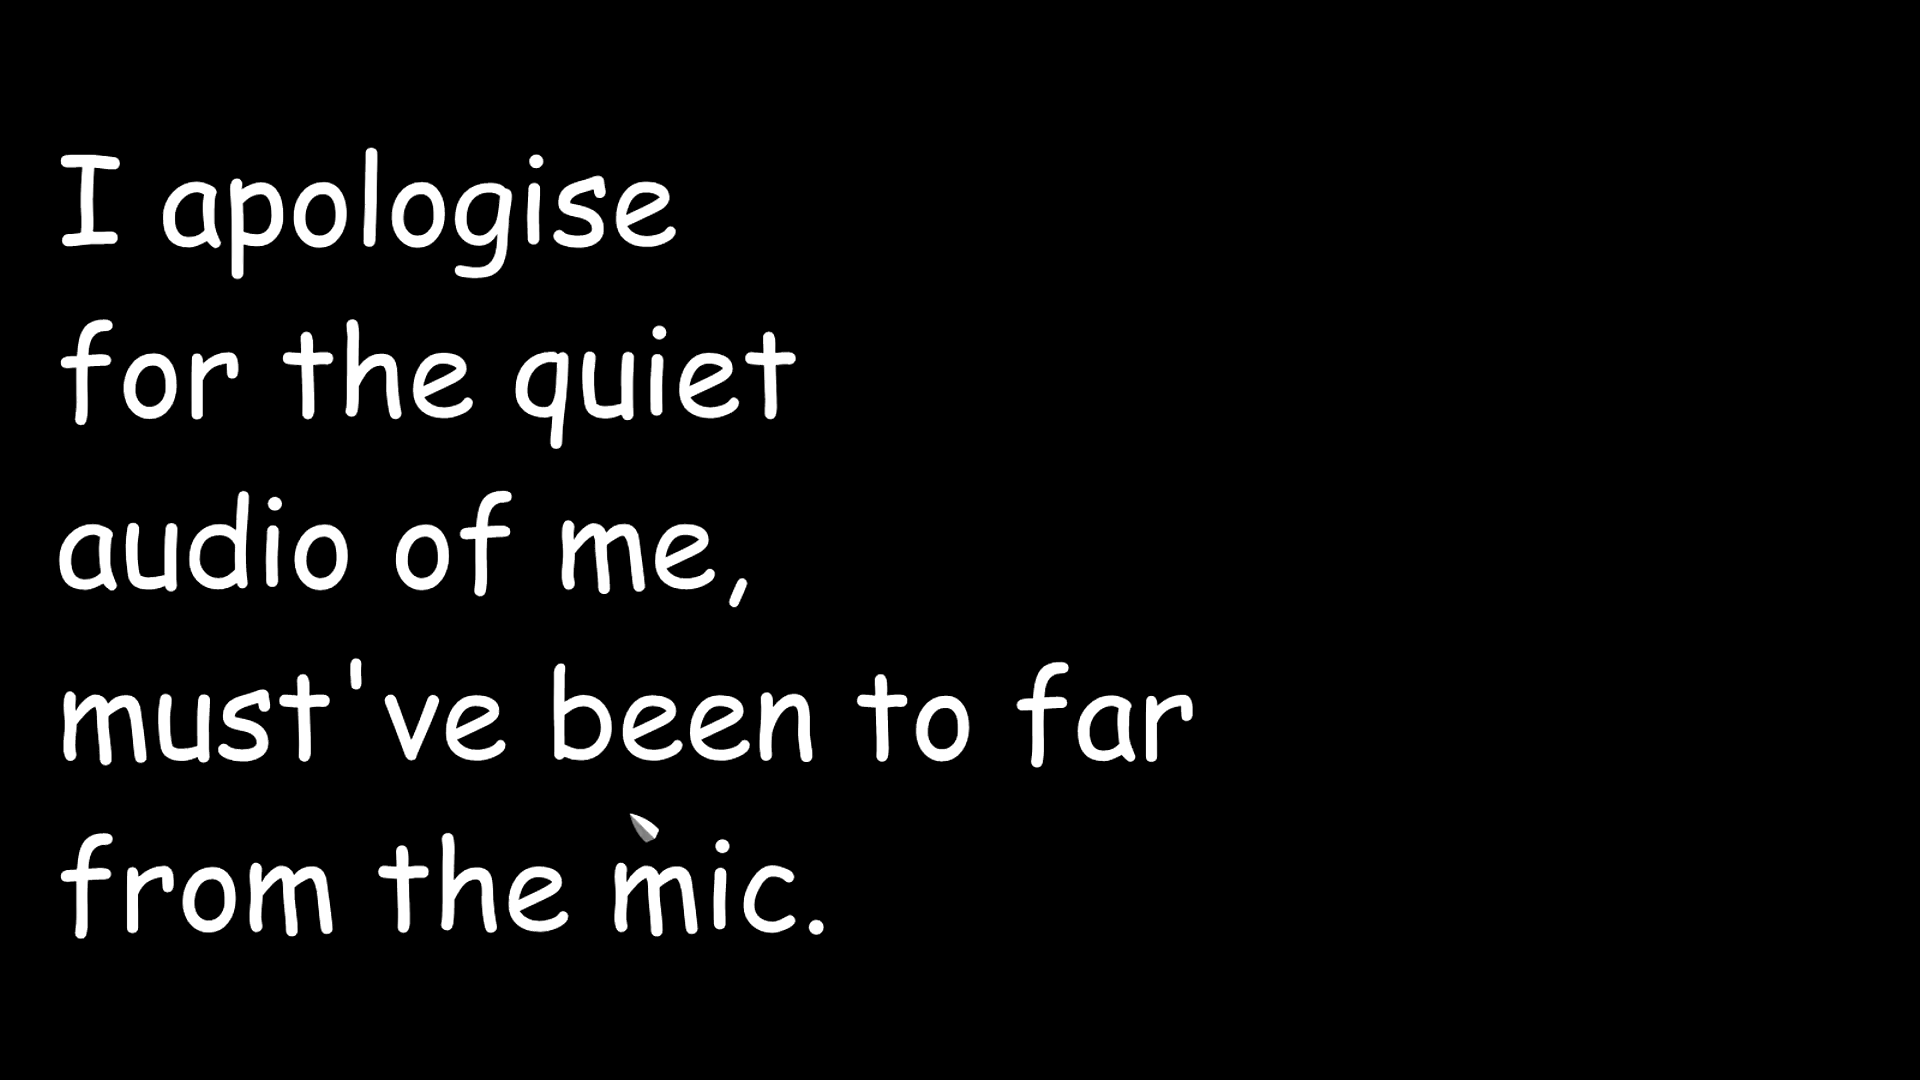 I apologise
for the quiet
audio of me,
must've been to far
from the mic.